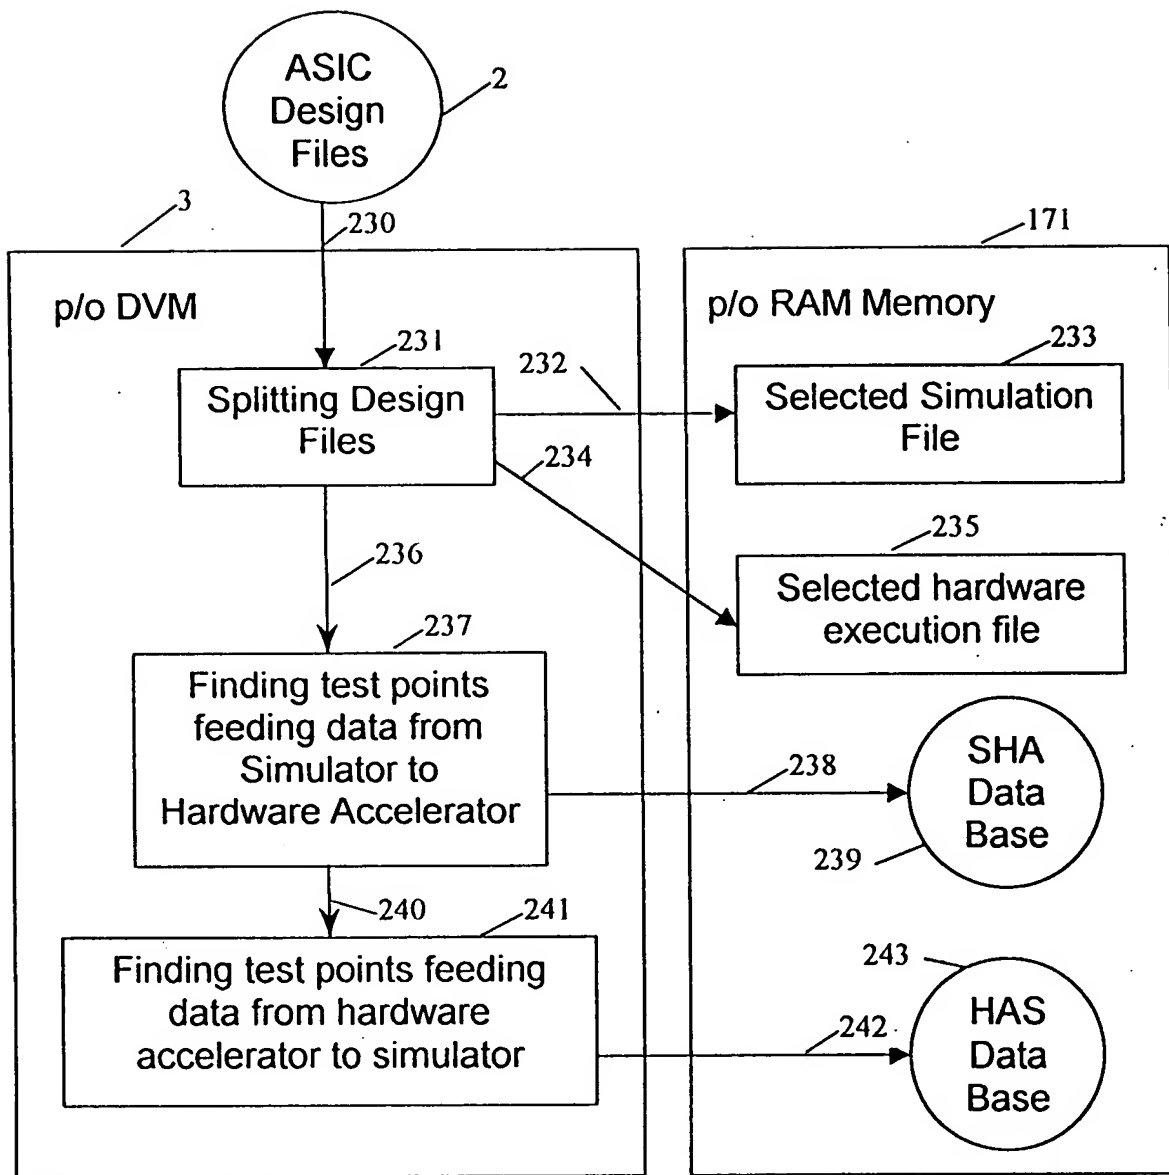 ASIC
Design
Files
2
3
230
171
p/o DVM
p/o RAM Memory
231
232
233
Splitting Design
Files
Selected Simulation
File
234
235
236
Selected hardware
execution file
237
Finding test points
feeding data from
Simulator to
Hardware Accelerator
238
SHA
Data
Base
239
240
241
Finding test points feeding
data from hardware
accelerator to simulator
242
243
HAS
Data
Base